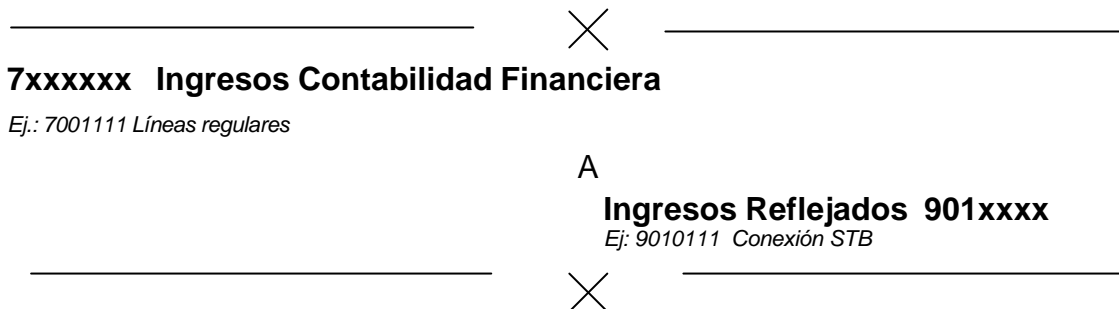 7xxxxxx Ingresos Contabilidad Financiera
Ej.: 7001111 Líneas regulares
A
Ingresos Reflejados 901xxxx
Ej: 9010111 Conexión STB